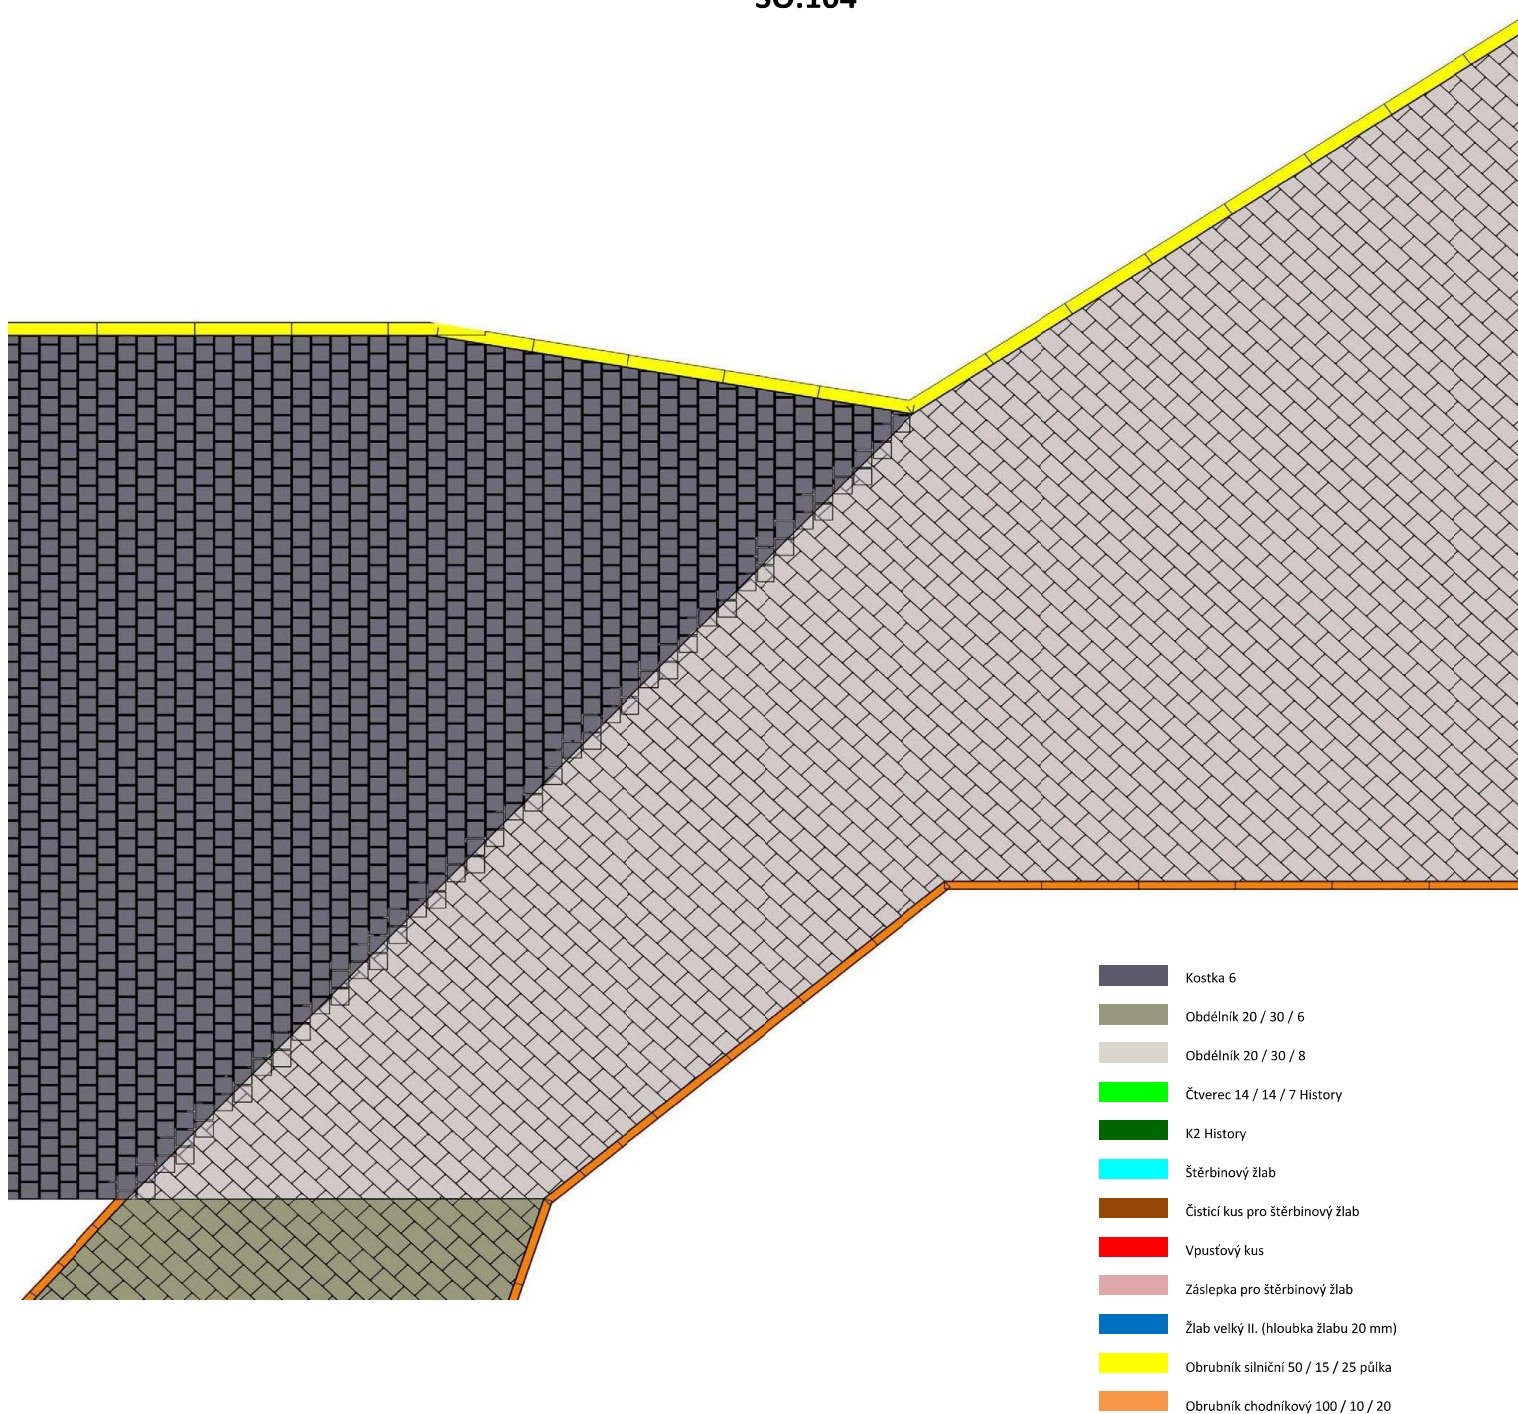 SO.104
Kostka 6
Obdélník 20 / 30 / 6
Obdélník 20 / 30 / 8
Čtverec 14 / 14 / 7 History
K2 History
Štěrbinový žlab
Čisticí kus pro štěrbinový žlab
Vpusťový kus
Záslepka pro štěrbinový žlab
Žlab velký II. (hloubka žlabu 20 mm)
Obrubník silniční 50 / 15 / 25 půlka
Obrubník chodníkový 100 / 10 / 20